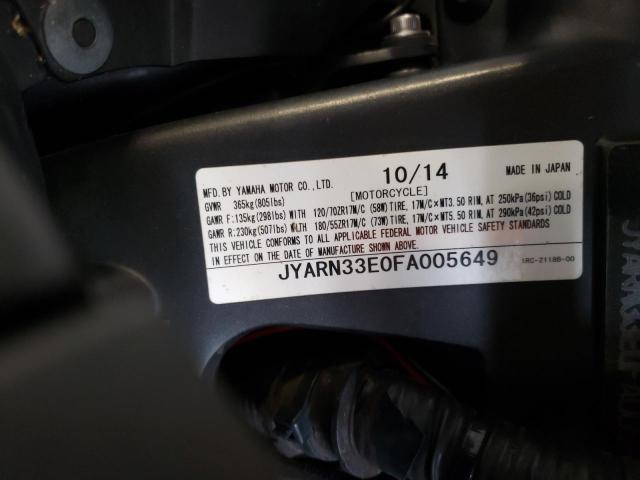 10/14
MFD. BY YAMAHA MOTOR CO.,LTD.
MADE IN JAPAN
GVWR 365kg(805lbs)
[MOTORCYCLE]
GAWR F:135kg(298lbs) WITH 120/70ZR17M/C (58W)TIRE, 17M/C×MT3.50 RIM, AT 250kPa(36psi)COLD
GAWR R:230kg(507lbs) WITH 180/55ZR17M/C (73W)TIRE, 17M/C×MT5.50 RIM, AT 290kPa(42psi)COLD
THIS VEHICLE CONFORMS TO ALL APPLICABLE FEDERAL MOTOR VEHICLE SAFETY STANDARDS
IN EFFECT ON THE DATE OF MANUFACTURE SHOWN ABOVE.
JYARN33E0FA005649
1RC-2118B-00